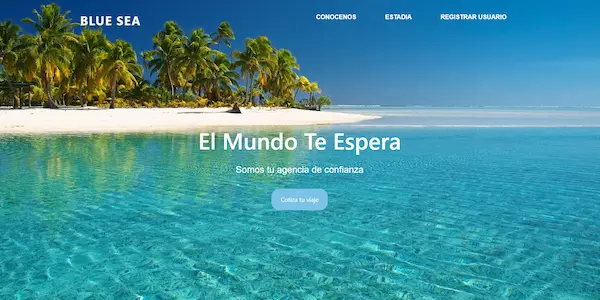 BLUE SEA
CONOCENOS ESTADIA REGISTRAR USUARIO
El Mundo Te Espera
Somos tu agencia de confianza
Cotiza tu viaje